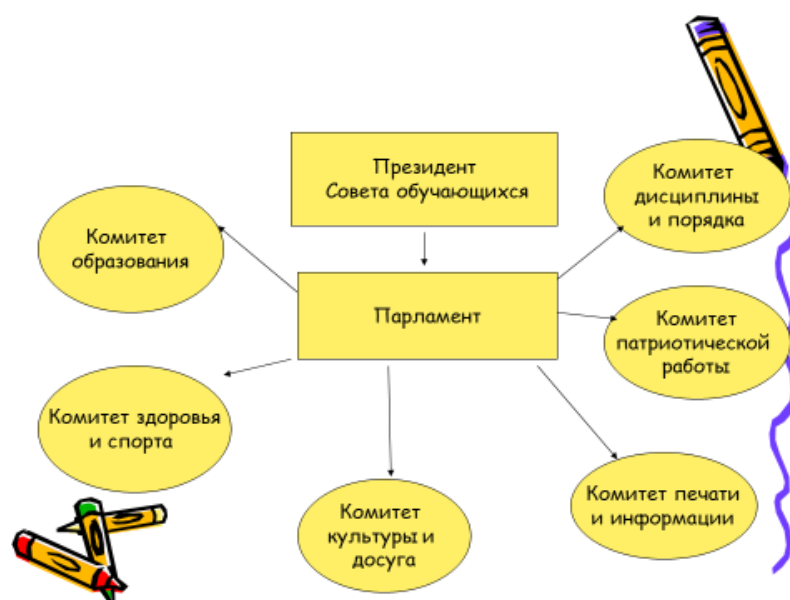 Президент
Совета обучающихся
Комитет
дисциплины
и порядка
Комитет
образования
Парламент
Комитет
патриотической
работы
Комитет здоровья
и спорта
Комитет
культуры и
досуга
Комитет печати
и информации